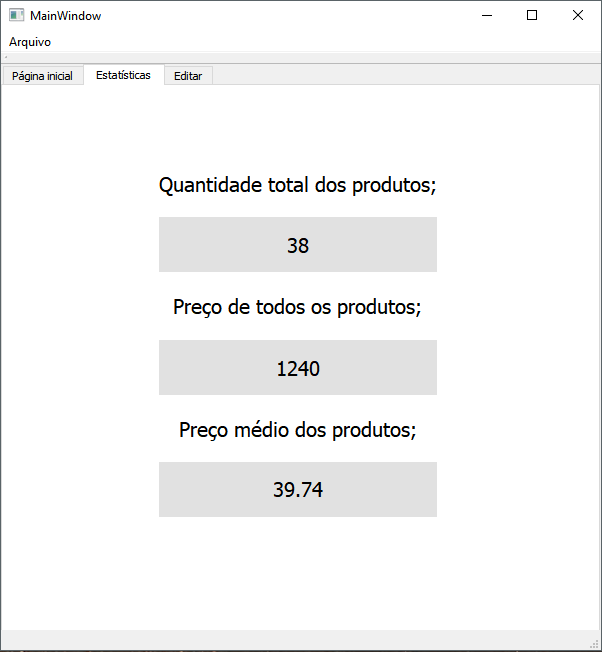 MainWindow
Arquivo
Página inicial Estatísticas Editar
Quantidade total dos produtos;
38
Preço de todos os produtos;
1240
Preço médio dos produtos;
39.74